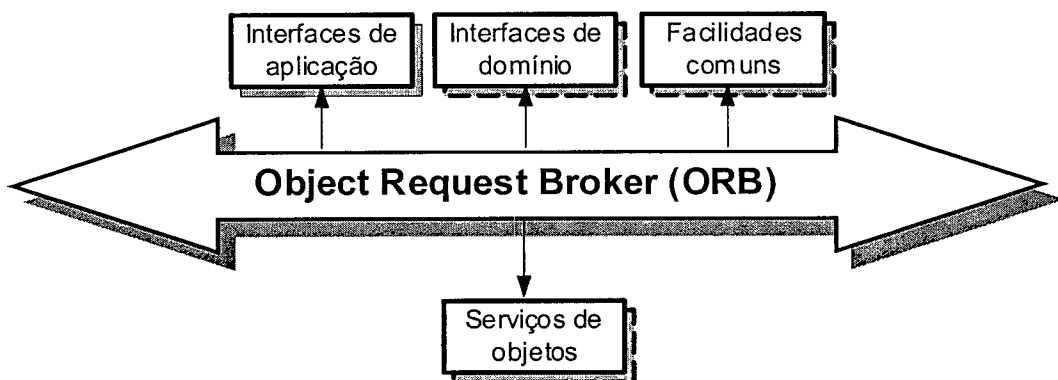 Interfaces de
aplicação
Interfaces de
domínio
Facilidades
comuns
Object Request Broker (ORB)
Serviços de
objetos